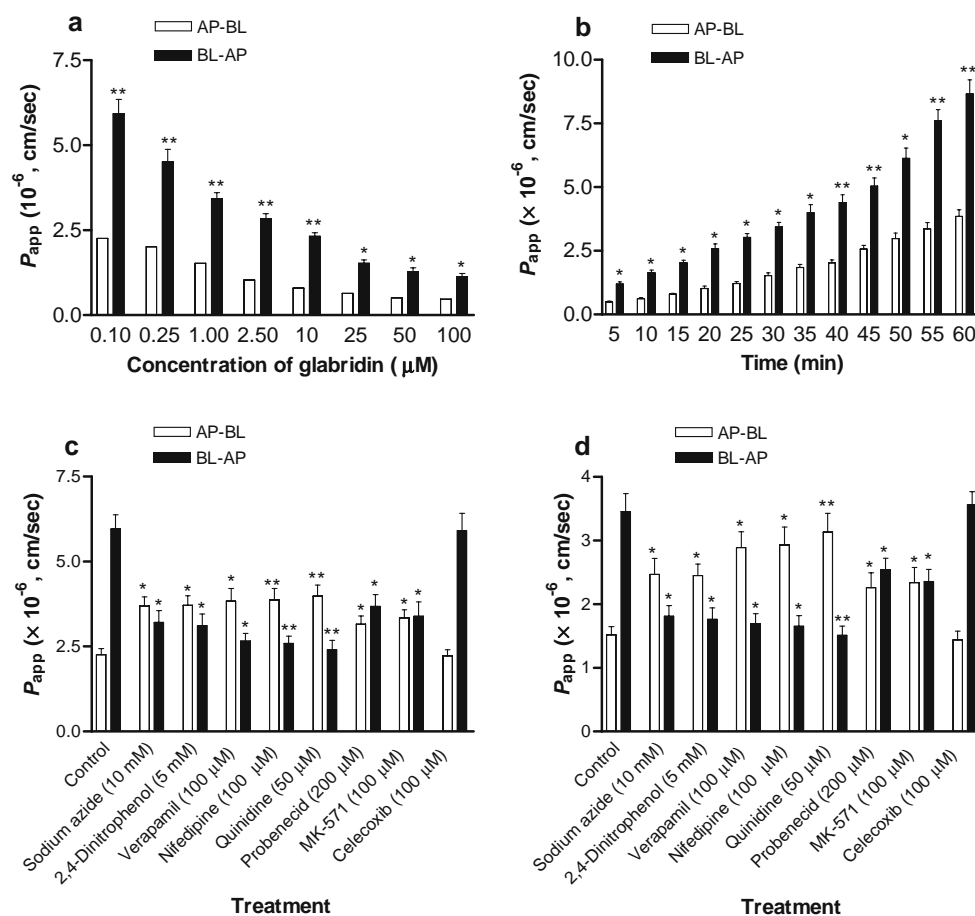 a
AP-BL
BL-AP
7.5
5.0
2.5
0.0
Papp (10-6 , cm/sec)
** ** ** ** ** * * *
0.10 0.25 1.00 2.50 10 25 50 100
Concentration of glabridin ( μM)
b
AP-BL
BL-AP
10.0
7.5
5.0
2.5
0.0
Papp (× 10-6 , cm/sec)
* * * * * * * ** ** * ** **
5 10 15 20 25 30 35 40 45 50 55 60
Time (min)
c
AP-BL
BL-AP
7.5
5.0
2.5
0.0
Papp (× 10-6 , cm/sec)
* * * * * * ** ** ** ** * * * *
Control
Sodium azide (10 mM)
2,4-Dinitrophenol (5 mM)
Verapamil (100 μM)
Nifedipine (100 μM)
Quinidine (50 μM)
Probenecid (200 μM)
MK-571 (100 μM)
Celecoxib (100 μM)
Treatment
d
AP-BL
BL-AP
4
3
2
1
0
Papp (× 10-6 , cm/sec)
* * * * * * * * ** ** * * * *
Control
Sodium azide (10 mM)
2,4-Dinitrophenol (5 mM)
Verapamil (100 μM)
Nifedipine (100 μM)
Quinidine (50 μM)
Probenecid (200 μM)
MK-571 (100 μM)
Celecoxib (100 μM)
Treatment